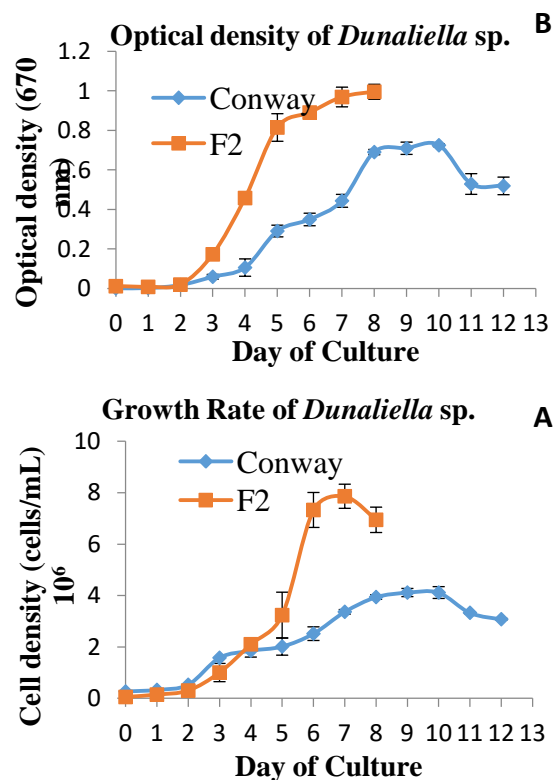 B
Optical density of Dunaliella sp.
1.2
1
0.8
0.6
0.4
0.2
0
Optical density (670
nm)
Conway
F2
0 1 2 3 4 5 6 7 8 9 10 11 12 13
Day of Culture
A
Growth Rate of Dunaliella sp.
10
8
6
4
2
0
Cell density (cells/mL)
10⁶
Conway
F2
0 1 2 3 4 5 6 7 8 9 10 11 12 13
Day of Culture